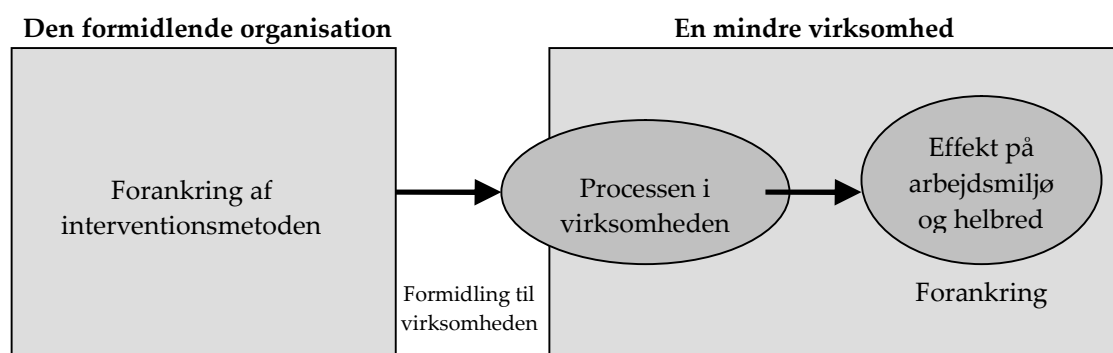 Den formidlende organisation
En mindre virksomhed
Forankring af
interventionsmetoden
Formidling til
virksomheden
Processen i
virksomheden
Effekt på
arbejdsmiljø
og helbred
Forankring